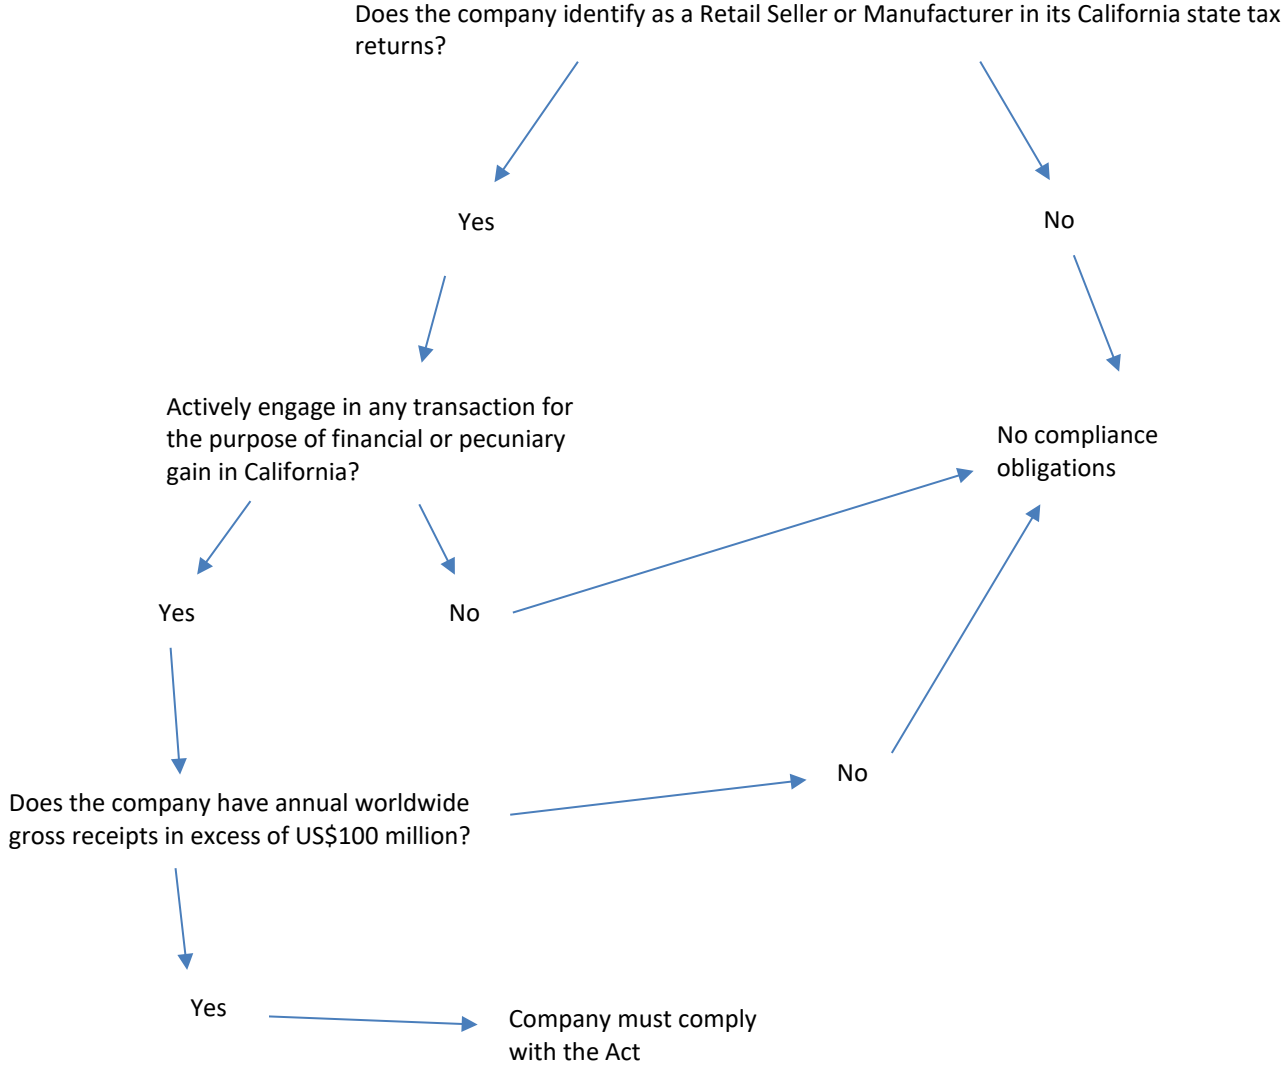 Does the company identify as a Retail Seller or Manufacturer in its California state tax
returns?
Yes
No
Actively engage in any transaction for
the purpose of financial or pecuniary
gain in California?
No compliance
obligations
Yes
No
No
Does the company have annual worldwide
gross receipts in excess of US$100 million?
Yes
Company must comply
with the Act